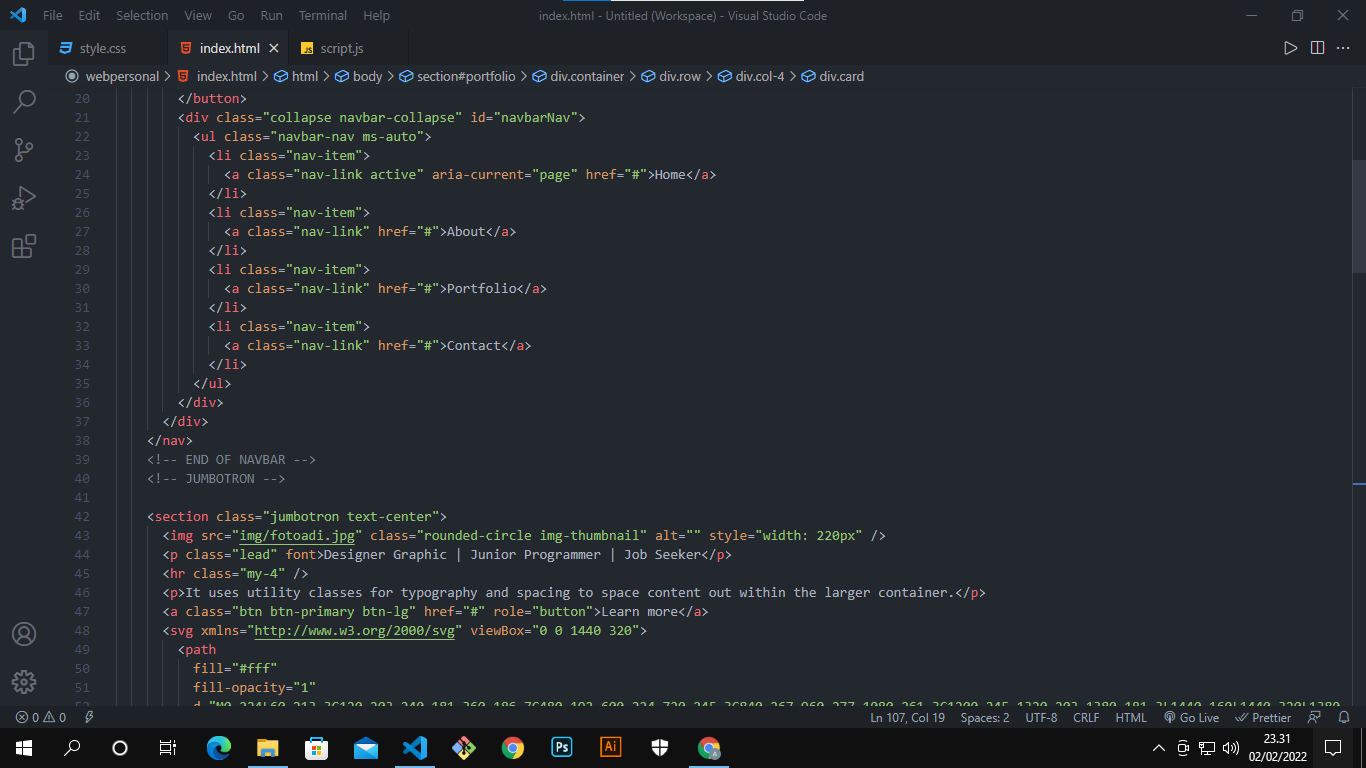 File Edit Selection View Go Run Terminal Help index.html - Untitled (Workspace) - Visual Studio Code
style.css index.html JS script.js
webpersonal > index.html > html > body > section#portfolio > div.container > div.row > div.col-4 > div.card
20 </button>
21 <div class="collapse navbar-collapse" id="navbarNav">
22 <ul class="navbar-nav ms-auto">
23 <li class="nav-item">
24 <a class="nav-link active" aria-current="page" href="#">Home</a>
25 </li>
26 <li class="nav-item">
27 <a class="nav-link" href="#">About</a>
28 </li>
29 <li class="nav-item">
30 <a class="nav-link" href="#">Portfolio</a>
31 </li>
32 <li class="nav-item">
33 <a class="nav-link" href="#">Contact</a>
34 </li>
35 </ul>
36 </div>
37 </div>
38 </nav>
39 <!-- END OF NAVBAR -->
40 <!-- JUMBOTRON -->
41
42 <section class="jumbotron text-center">
43 <img src="img/fotoadi.jpg" class="rounded-circle img-thumbnail" alt="" style="width: 220px" />
44 <p class="lead" font>Designer Graphic | Junior Programmer | Job Seeker</p>
45 <hr class="my-4" />
46 <p>It uses utility classes for typography and spacing to space content out within the larger container.</p>
47 <a class="btn btn-primary btn-lg" href="#" role="button">Learn more</a>
48 <svg xmlns="http://www.w3.org/2000/svg" viewBox="0 0 1440 320">
49 <path
50 fill="#fff"
51 fill-opacity="1"
0 0 Ln 107, Col 19 Spaces: 2 UTF-8 CRLF HTML Go Live Prettier
Ps Ai 23.31
02/02/2022